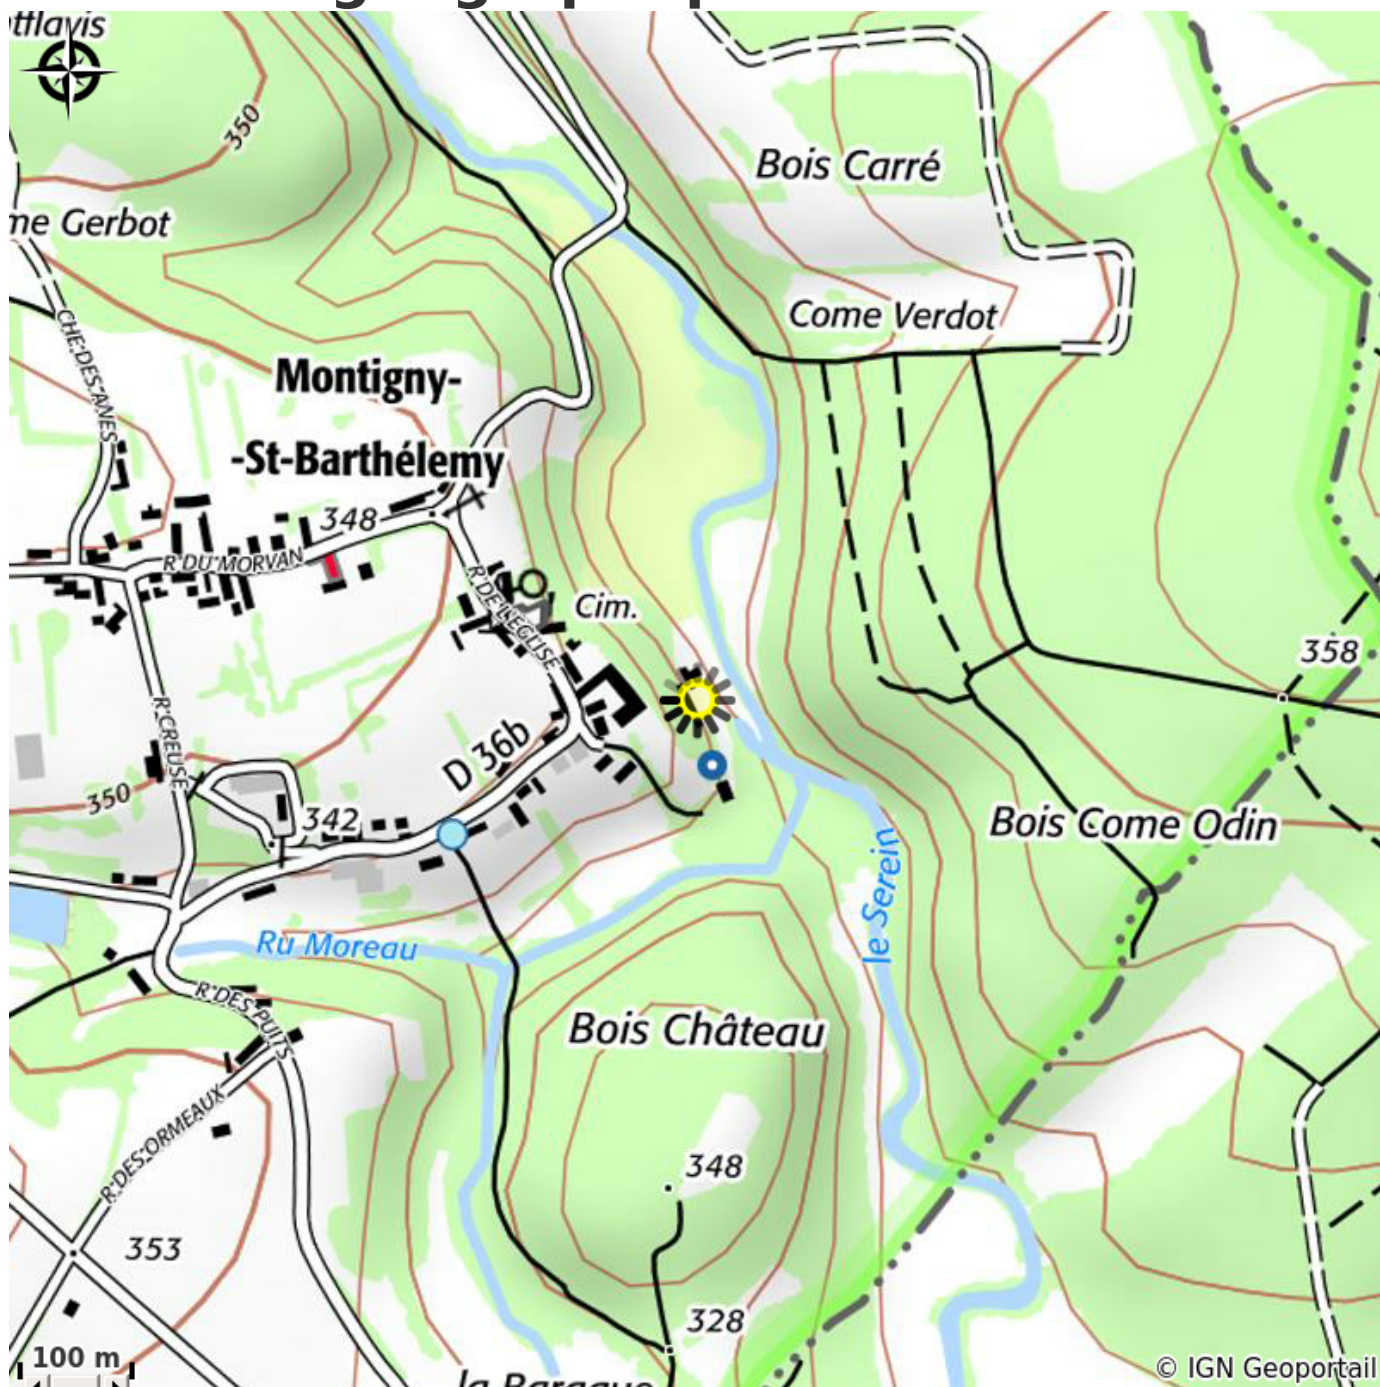 350
Bois Carré
me Gerbot
Come Verdot
CHE DES ANES
Montigny-
-St-Barthélemy
348
R DU MORVAN
R DE L'EGLISE
Cim.
358
R CREUSE
D 36b
350
342
Bois Come Odin
le Serein
Ru Moreau
R DES PUITS
Bois Château
R DES ORMEAUX
348
353
328
100 m
© IGN Geoportail